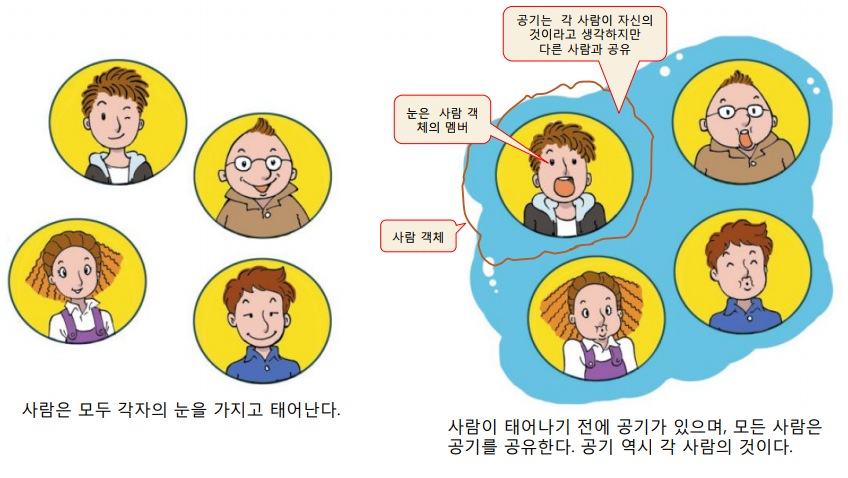 공기는 각 사람이 자신의
것이라고 생각하지만
다른 사람과 공유
눈은 사람 객
체의 멤버
사람 객체
사람은 모두 각자의 눈을 가지고 태어난다.
사람이 태어나기 전에 공기가 있으며, 모든 사람은
공기를 공유한다. 공기 역시 각 사람의 것이다.